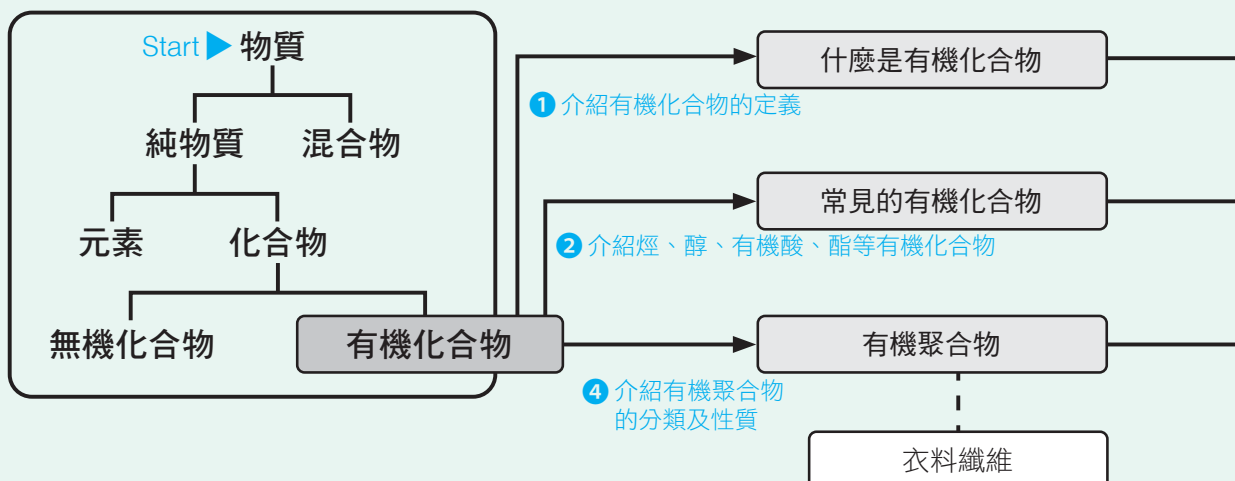 Start ▶ 物質
純物質
混合物
元素
化合物
無機化合物
有機化合物
什麼是有機化合物
❶ 介紹有機化合物的定義
常見的有機化合物
❷ 介紹烴、醇、有機酸、酯等有機化合物
有機聚合物
❹ 介紹有機聚合物
的分類及性質
衣料纖維